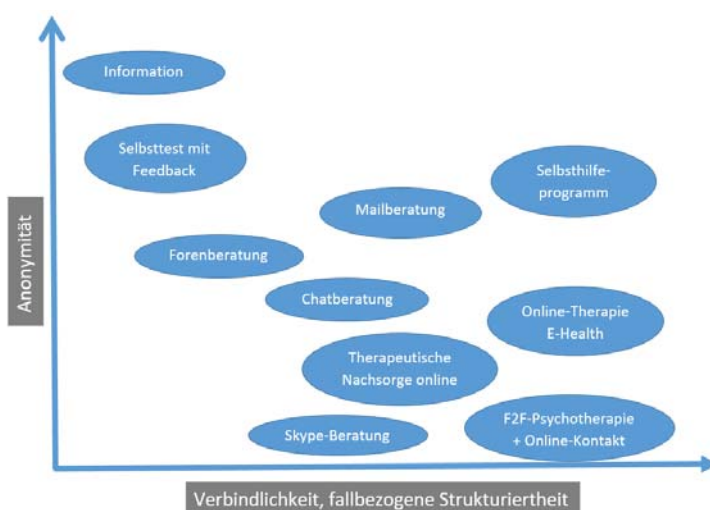 Information
Selbsttest mit
Feedback
Selbsthilfe-
programm
Mailberatung
Forenberatung
Chatberatung
Online-Therapie
E-Health
Therapeutische
Nachsorge online
F2F-Psychotherapie
+ Online-Kontakt
Skype-Beratung
Anonymität
Verbindlichkeit, fallbezogene Strukturiertheit